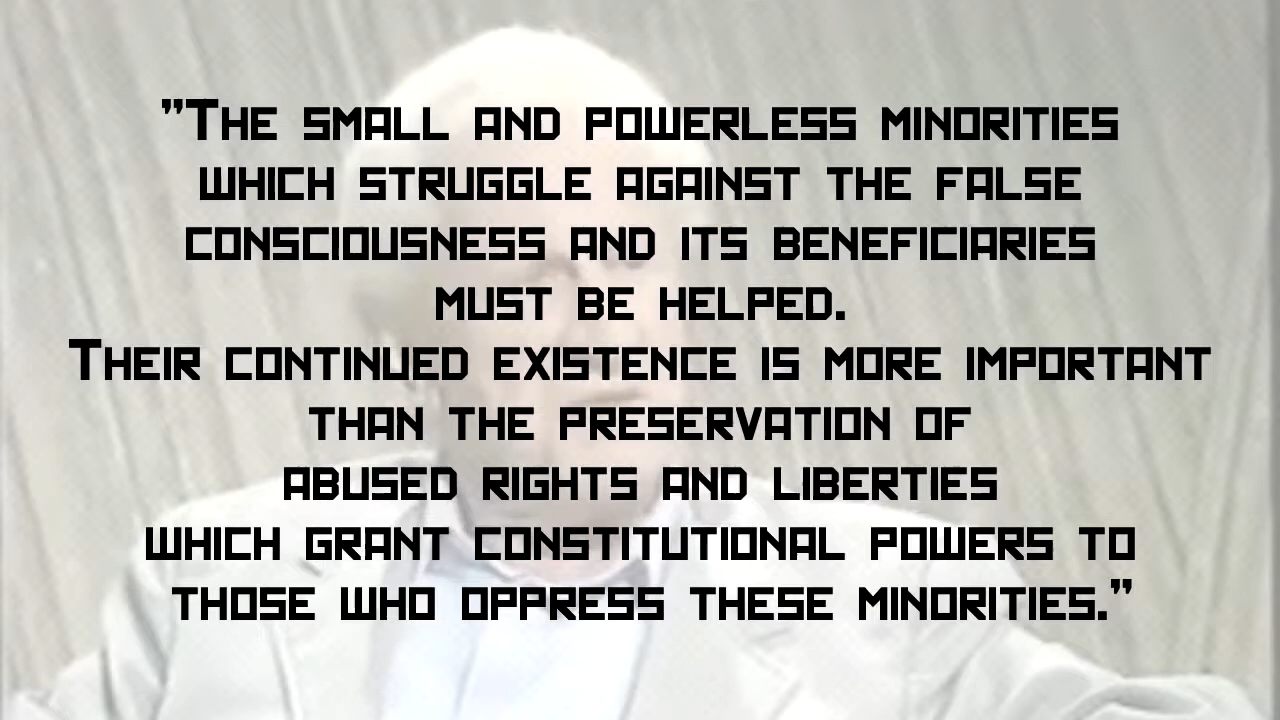 "The small and powerless minorities
which struggle against the false
consciousness and its beneficiaries
must be helped.
Their continued existence is more important
than the preservation of
abused rights and liberties
which grant constitutional powers to
those who oppress these minorities."